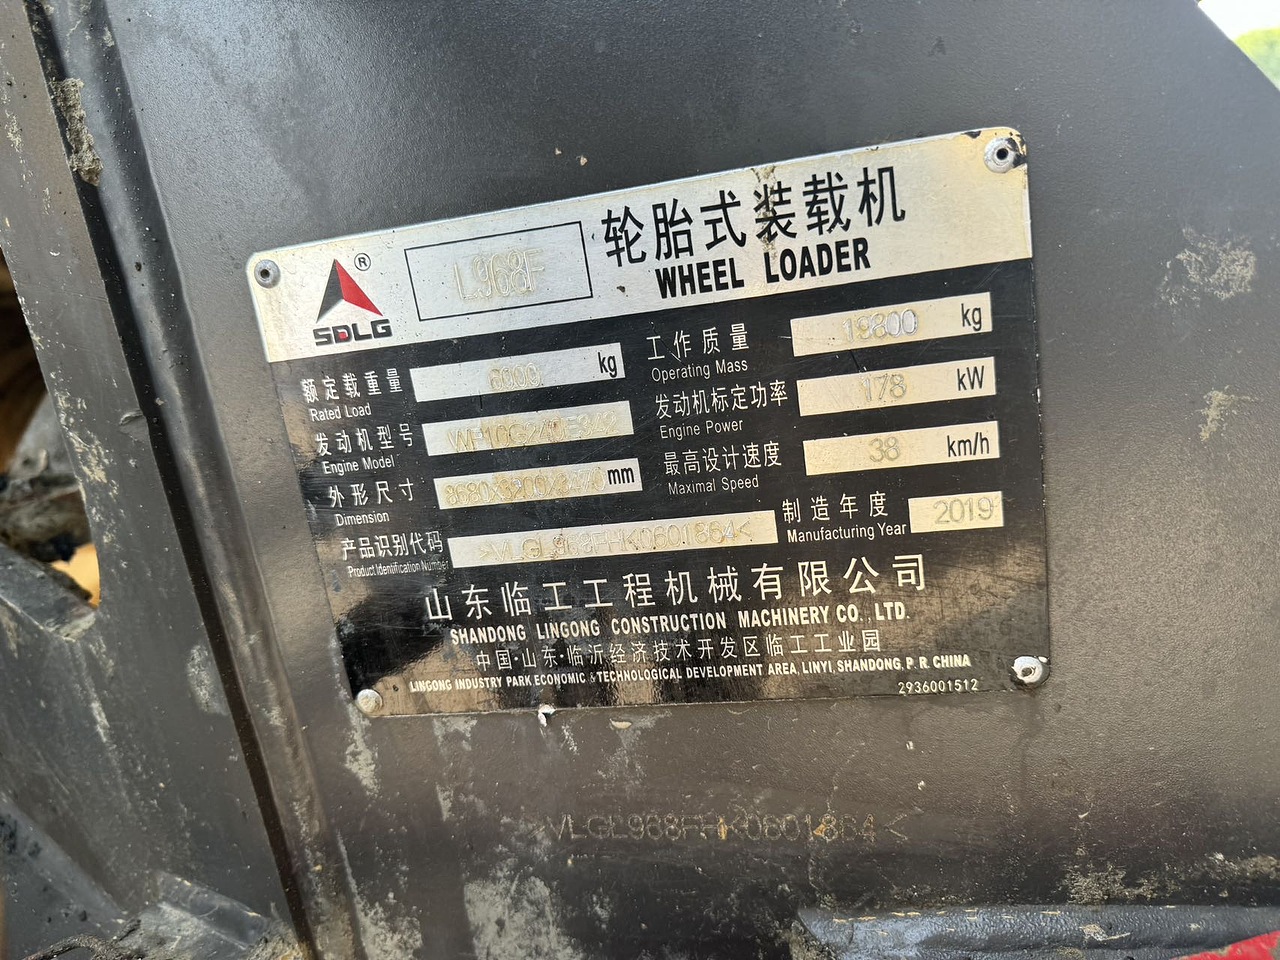 L968F
轮胎式装载机
WHEEL LOADER
®
SDLG
额定载重量 6000 kg
Rated Load
工作质量 19800 kg
Operating Mass
发动机型号
Engine Model
发动机标定功率 178 kW
Engine Power
外形尺寸 mm
Dimension
最高设计速度 38 km/h
Maximal Speed
产品识别代码 >VLGL968FHK0601864<
Product Identification Number
制造年度 2019
Manufacturing Year
山东临工工程机械有限公司
SHANDONG LINGONG CONSTRUCTION MACHINERY CO., LTD.
中国·山东·临沂经济技术开发区临工工业园
LINGONG INDUSTRY PARK ECONOMIC & TECHNOLOGICAL DEVELOPMENT AREA, LINYI, SHANDONG, P. R. CHINA
2936001512
>VLGL968FHK0601864<